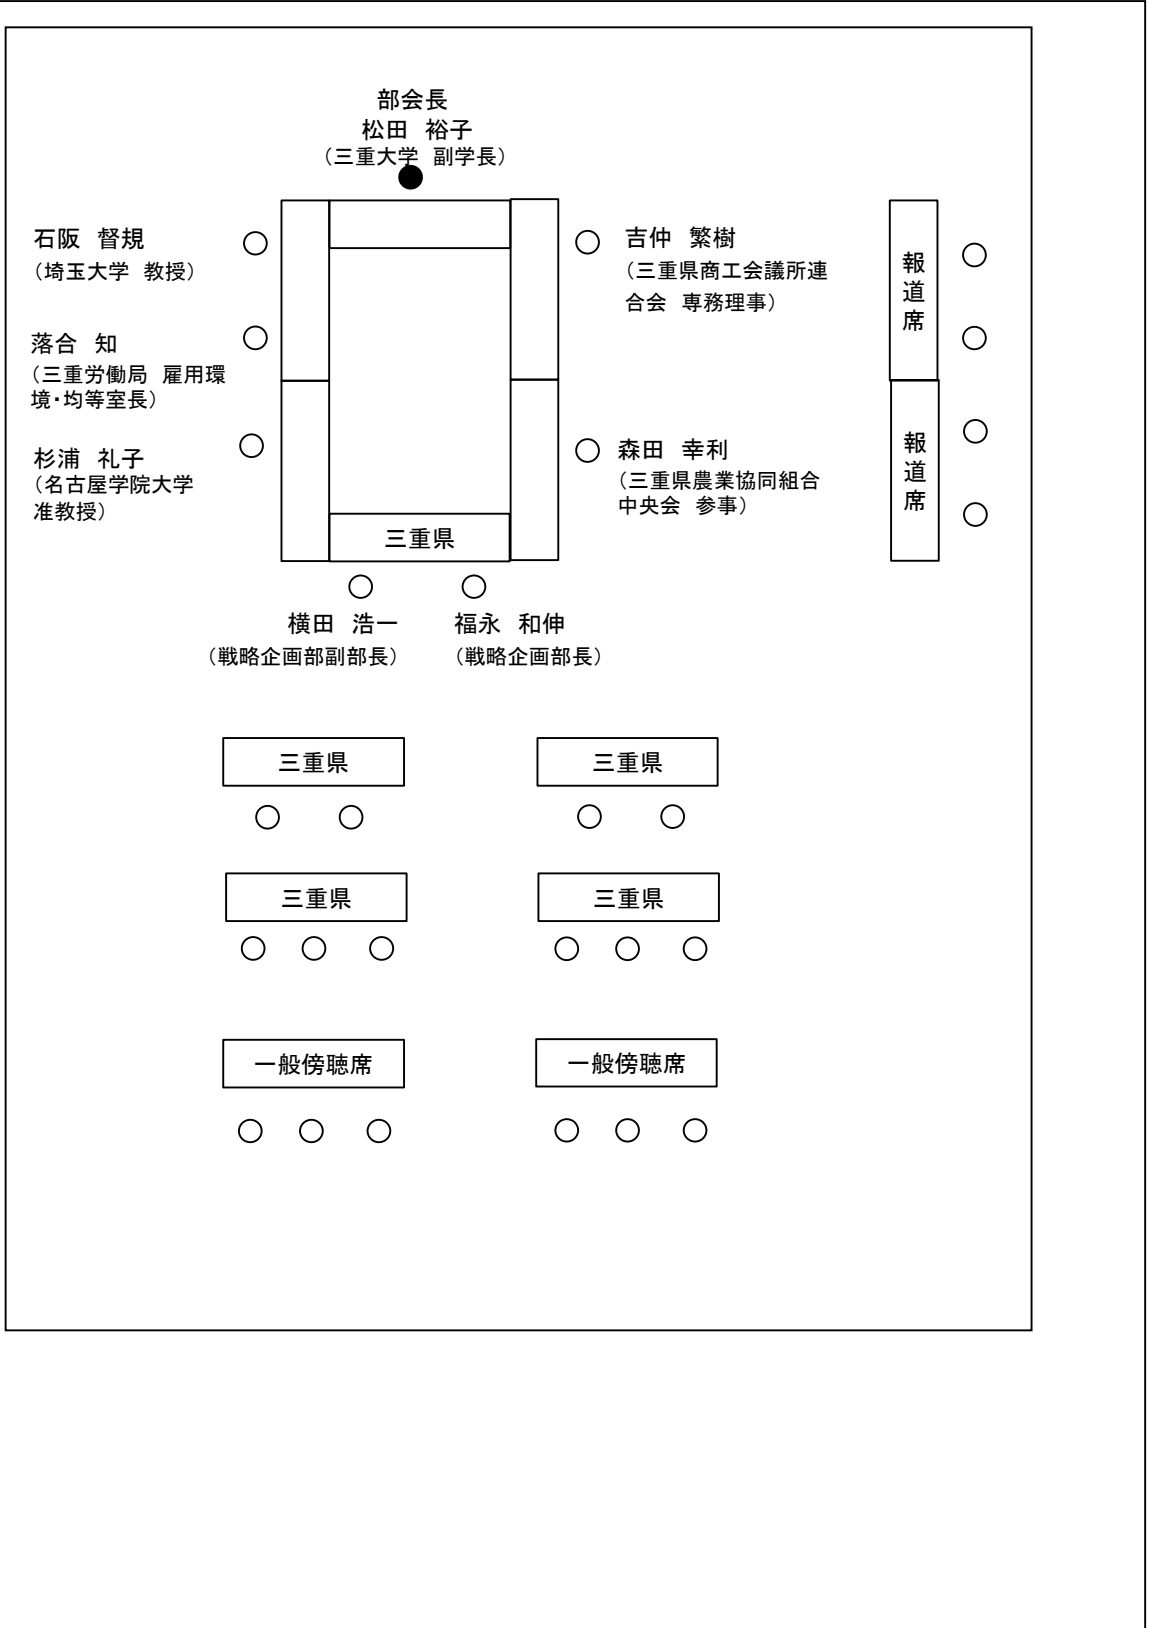 部会長
松田　裕子
（三重大学　副学長）
石阪　督規
（埼玉大学　教授）
落合　知
（三重労働局　雇用環
境・均等室長）
杉浦　礼子
（名古屋学院大学
准教授）
吉仲　繁樹
（三重県商工会議所連
合会　専務理事）
森田　幸利
（三重県農業協同組合
中央会　参事）
報道席
報道席
三重県
横田　浩一
（戦略企画部副部長）
福永　和伸
（戦略企画部長）
三重県
三重県
三重県
三重県
一般傍聴席
一般傍聴席